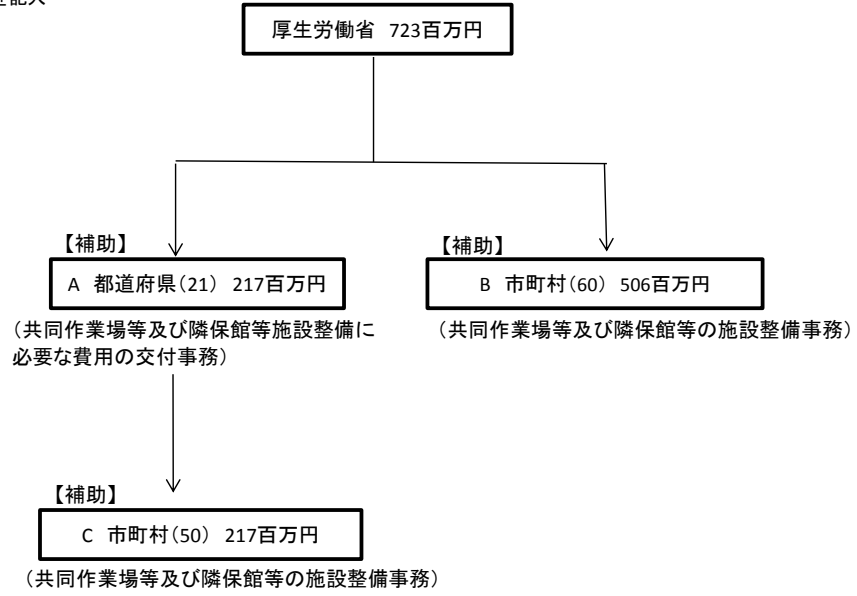 厚生労働省 723百万円
【補助】
A 都道府県(21) 217百万円
(共同作業場等及び隣保館等施設整備に
必要な費用の交付事務)
【補助】
B 市町村(60) 506百万円
(共同作業場等及び隣保館等の施設整備事務)
【補助】
C 市町村(50) 217百万円
(共同作業場等及び隣保館等の施設整備事務)